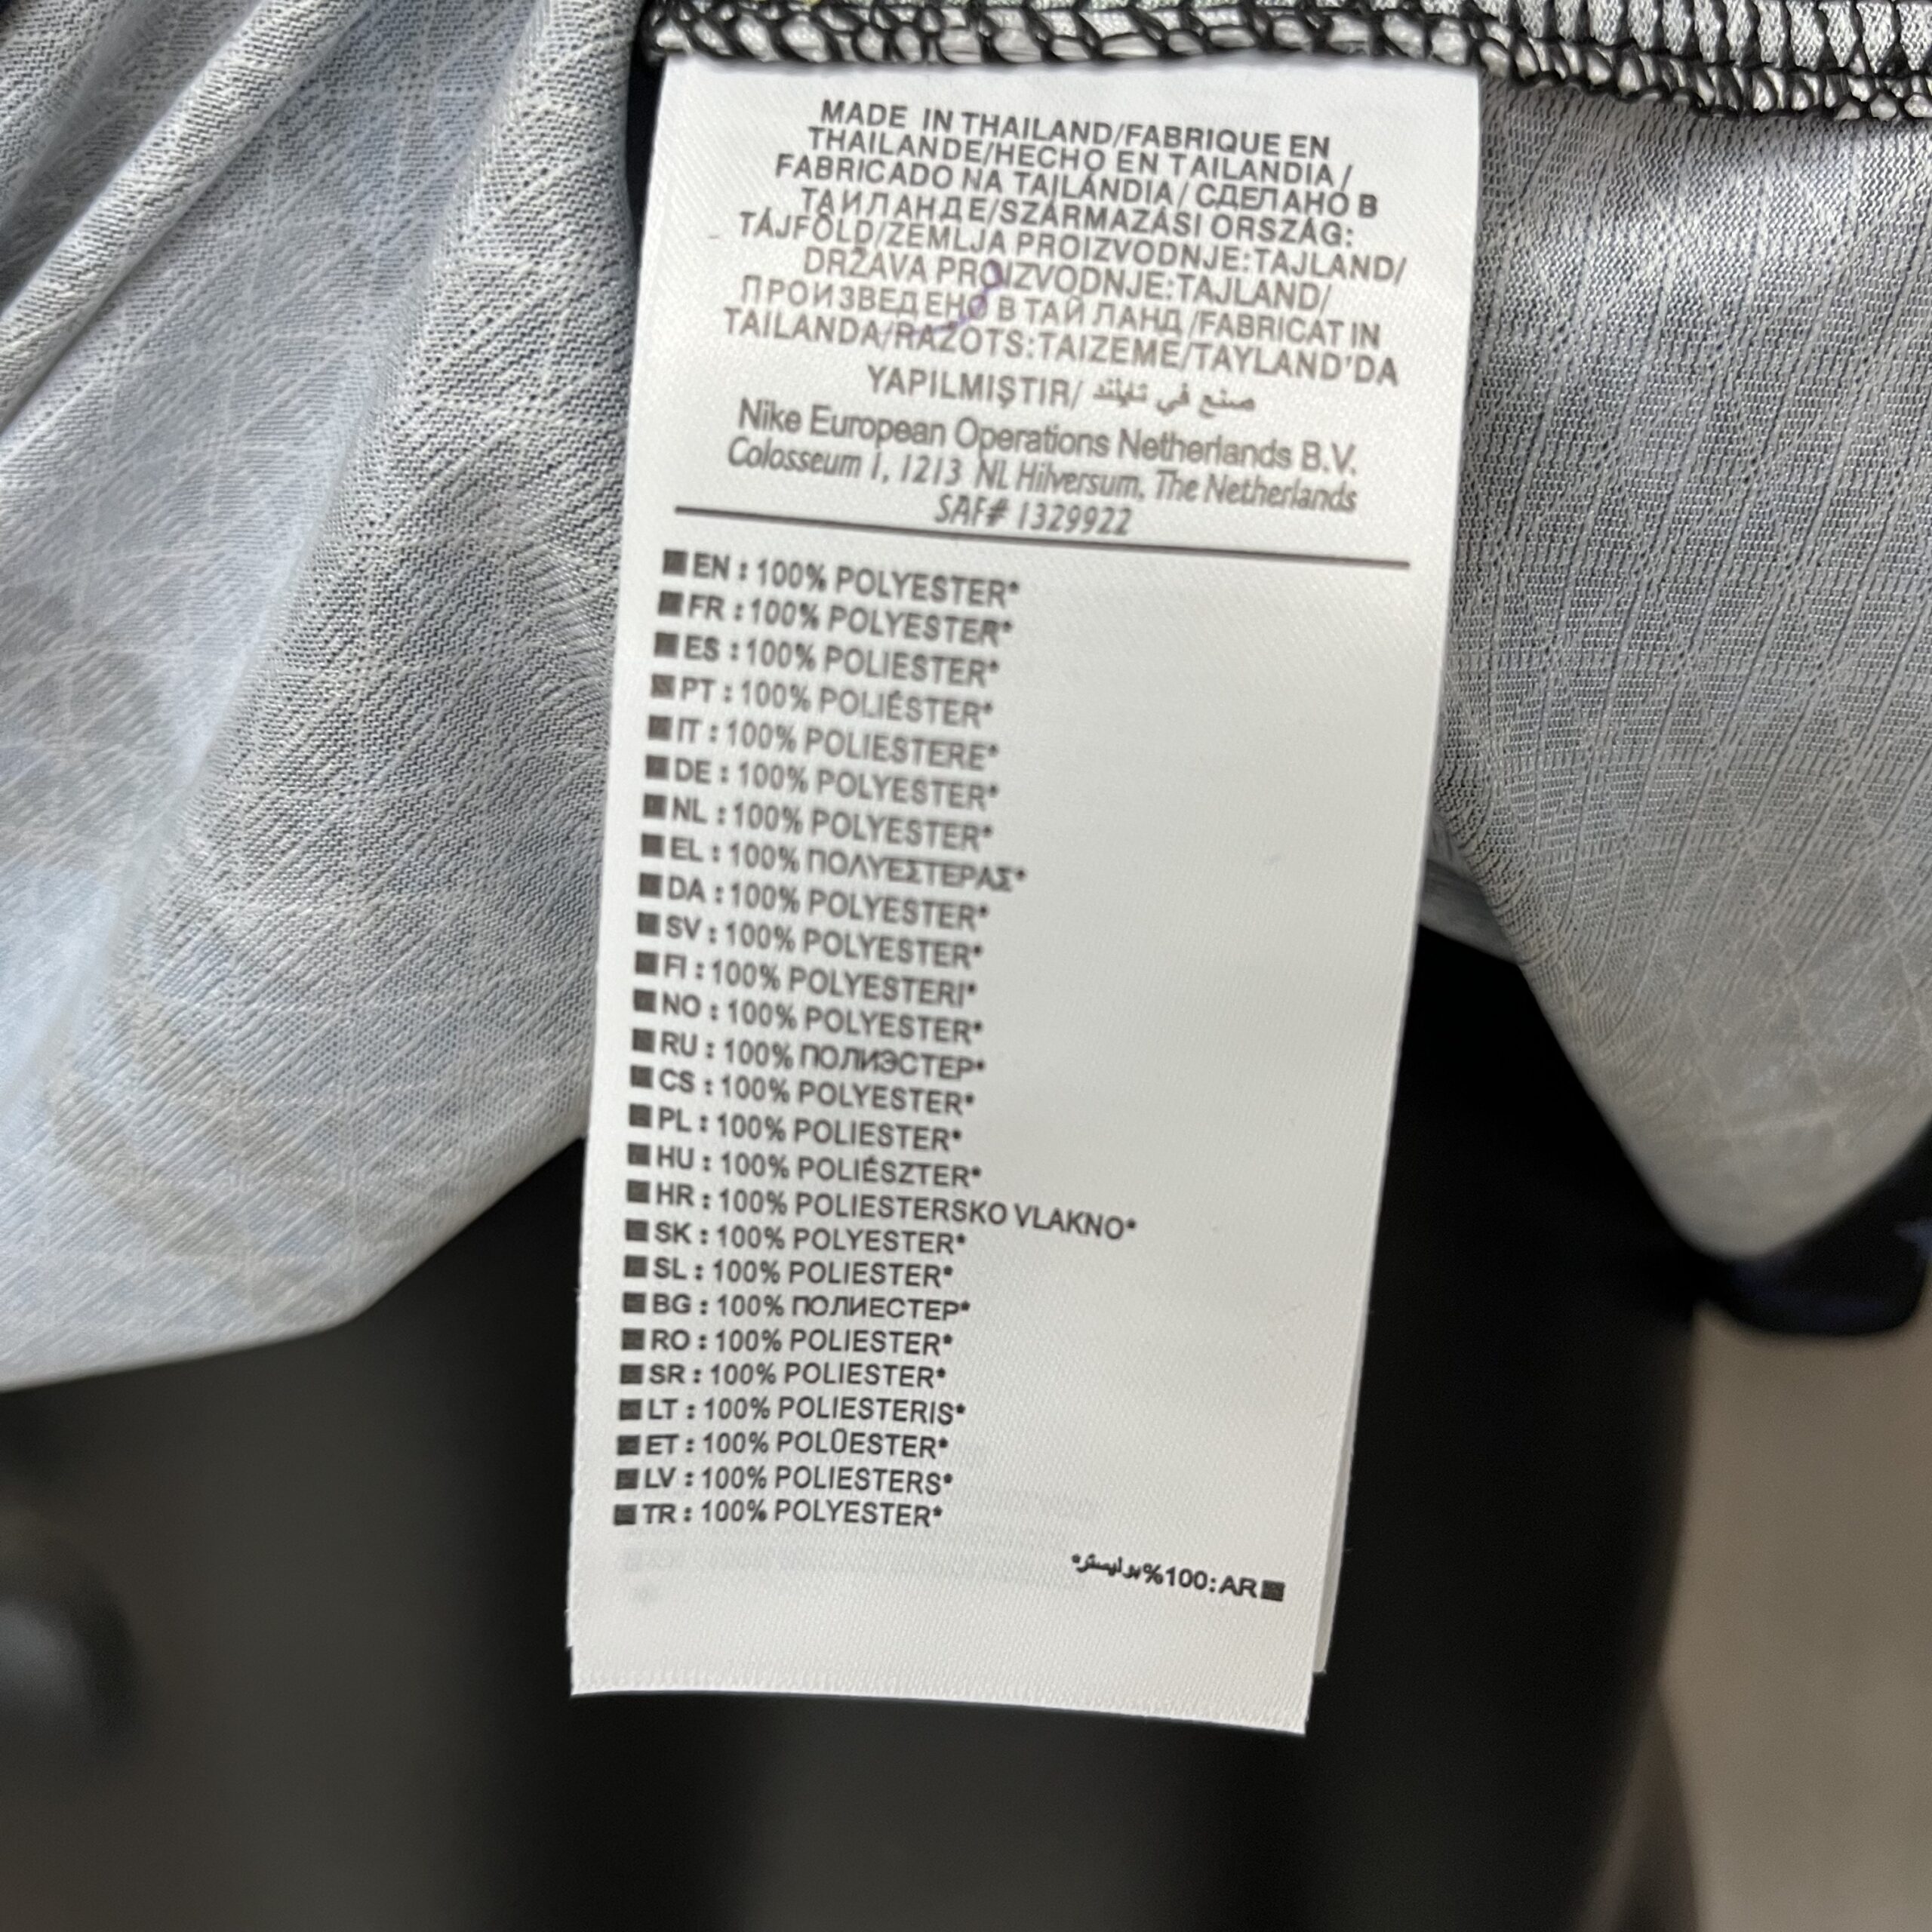 MADE IN THAILAND/FABRIQUE EN
THAILANDE/HECHO EN TAILANDIA/
FABRICADO NA TAILÂNDIA/СДЕЛАНО В
ТАИЛАНДЕ/SZÁRMAZÁSI ORSZÁG:
TÁJFÖLD/ZEMLJA PROIZVODNJE:TAJLAND/
DRŽAVA PROIZVODNJE:TAJLAND/
ПРОИЗВЕДЕНО В ТАЙЛАНД /FABRICAT IN
TAILANDA/RAŽOTS:TAIZEME/TAYLAND'DA
YAPILMIŞTIR/ صنع في تايلند
Nike European Operations Netherlands B.V.
Colosseum 1, 1213 NL Hilversum, The Netherlands
SAF# 1329922
EN : 100% POLYESTER*
FR : 100% POLYESTER*
ES : 100% POLIESTER*
PT : 100% POLIÉSTER*
IT : 100% POLIESTERE*
DE : 100% POLYESTER*
NL : 100% POLYESTER*
EL : 100% ΠΟΛΥΕΣΤΕΡΑΣ*
DA : 100% POLYESTER*
SV : 100% POLYESTER*
FI : 100% POLYESTERI*
NO : 100% POLYESTER*
RU : 100% ПОЛИЭСТЕР*
CS : 100% POLYESTER*
PL : 100% POLIESTER*
HU : 100% POLIÉSZTER*
HR : 100% POLIESTERSKO VLAKNO*
SK : 100% POLYESTER*
SL : 100% POLIESTER*
BG : 100% ПОЛИЕСТЕР*
RO : 100% POLIESTER*
SR : 100% POLIESTER*
LT : 100% POLIESTERIS*
ET : 100% POLÜESTER*
LV : 100% POLIESTERS*
TR : 100% POLYESTER*
AR:100% بوليستر*